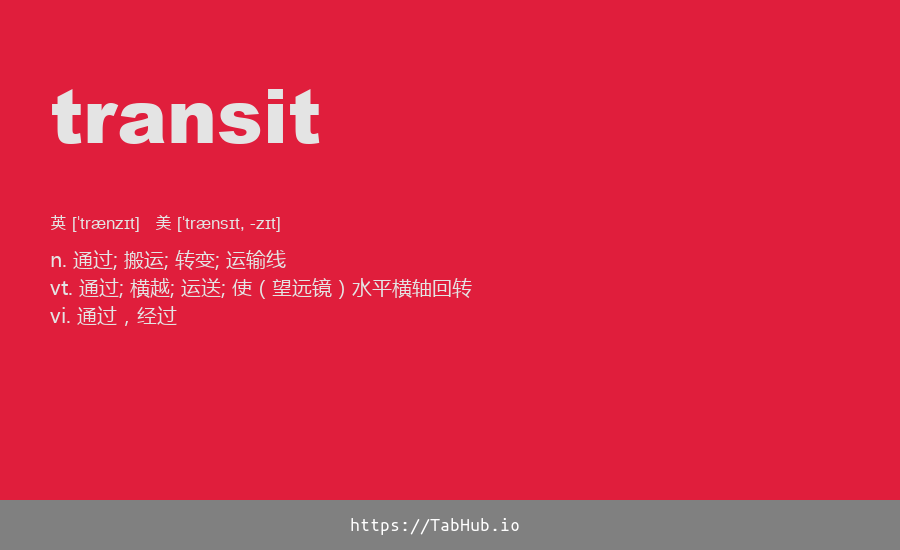 transit
英 [ˈtrænzɪt] 美 [ˈtrænsɪt, -zɪt]
n. 通过; 搬运; 转变; 运输线
vt. 通过; 横越; 运送; 使（望远镜）水平横轴回转
vi. 通过，经过
https://TabHub.io